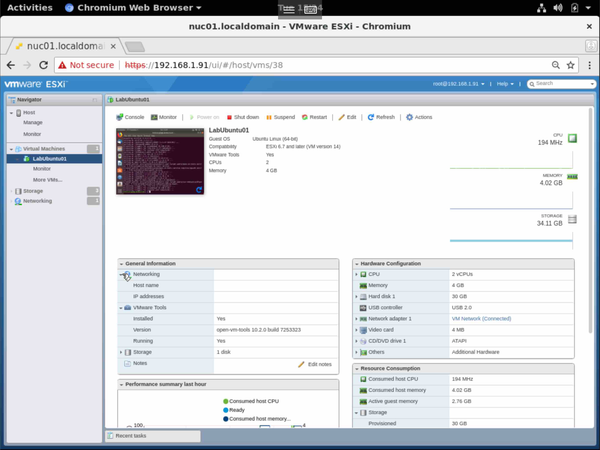 Activities
Chromium Web Browser
nuc01.localdomain - VMware ESXi - Chromium
nuc01.localdoma
Not secure
https://192.168.1.91/ui/#/host/vms/38
vmware ESXi
root@192.168.1.91
Help
Search
Navigator
LabUbuntu01
Host
Manage
Monitor
Virtual Machines
LabUbuntu01
Monitor
More VMs...
Storage
Networking
Console
Monitor
Power on
Shut down
Suspend
Restart
Edit
Refresh
Actions
LabUbuntu01
Guest OS Ubuntu Linux (64-bit)
Compatibility ESXi 6.7 and later (VM version 14)
VMware Tools Yes
CPUs 2
Memory 4 GB
CPU
194 MHz
MEMORY
4.02 GB
STORAGE
34.11 GB
General Information
Networking
Host name
IP addresses
VMware Tools
Installed Yes
Version open-vm-tools 10.2.0 build 7253323
Running Yes
Storage 1 disk
Notes Edit notes
Performance summary last hour
Consumed host CPU
Ready
Consumed host memory...
100
4
Hardware Configuration
CPU 2 vCPUs
Memory 4 GB
Hard disk 1 30 GB
USB controller USB 2.0
Network adapter 1 VM Network (Connected)
Video card 4 MB
CD/DVD drive 1 ATAPI
Others Additional Hardware
Resource Consumption
Consumed host CPU 194 MHz
Consumed host memory 4.02 GB
Active guest memory 2.76 GB
Storage
Provisioned 30 GB
Recent tasks